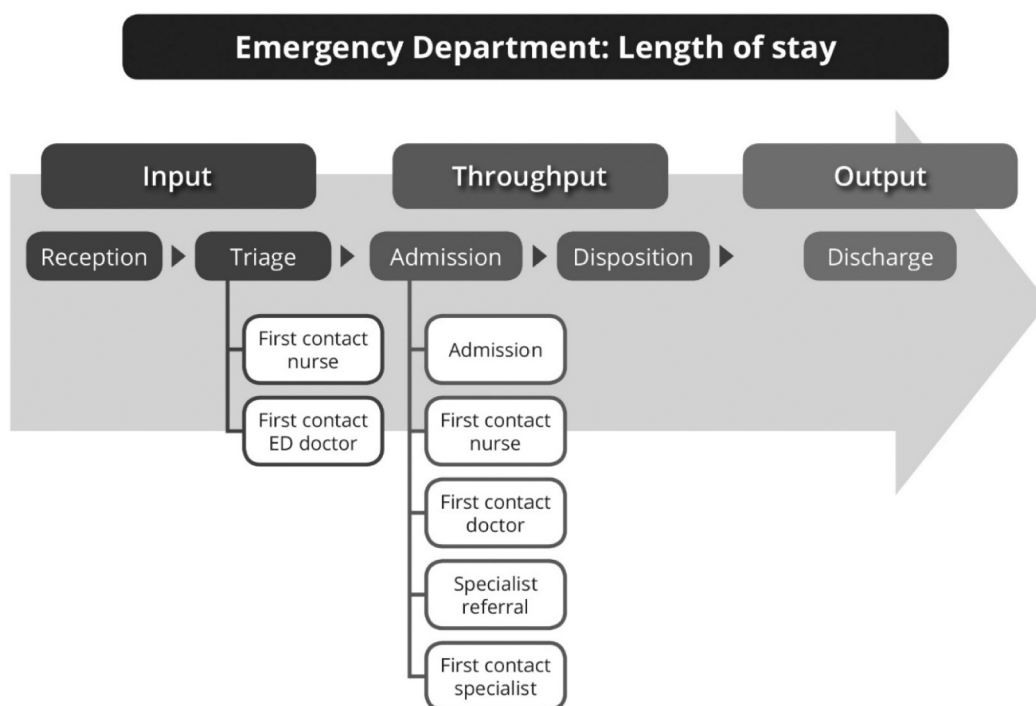 Emergency Department: Length of stay
Input
Throughput
Output
Reception
Triage
Admission
Disposition
Discharge
First contact
nurse
First contact
ED doctor
Admission
First contact
nurse
First contact
doctor
Specialist
referral
First contact
specialist